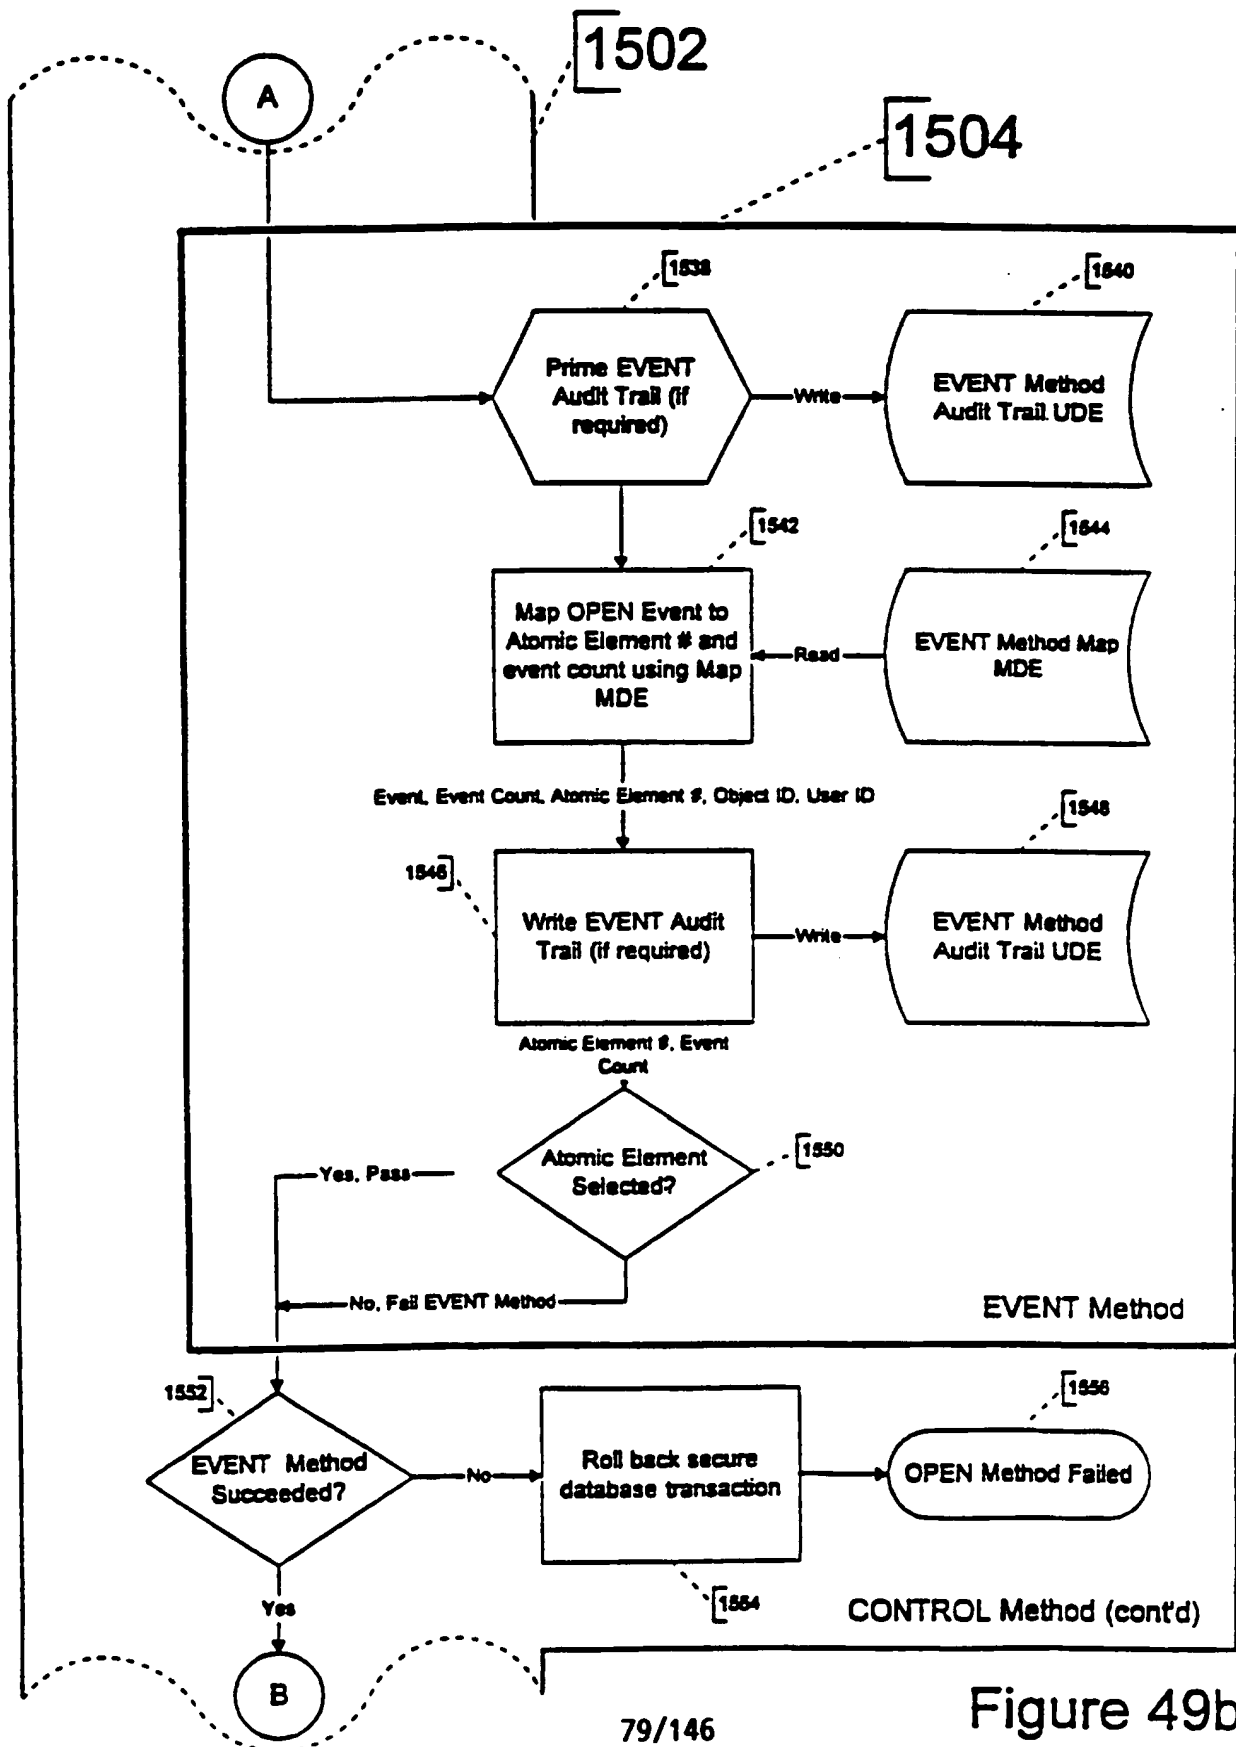 1502
A
1504
1538
1540
Prime EVENT
Audit Trail (if
required)
Write
EVENT Method
Audit Trail UDE
1542
1544
Map OPEN Event to
Atomic Element # and
event count using Map
MDE
Read
EVENT Method Map
MDE
Event, Event Count, Atomic Element #, Object ID, User ID
1546
1548
Write EVENT Audit
Trail (if required)
Write
EVENT Method
Audit Trail UDE
Atomic Element #, Event
Count
Atomic Element
Selected?
1550
Yes, Pass
No, Fail EVENT Method
EVENT Method
1552
1556
EVENT Method
Succeeded?
No
Roll back secure
database transaction
OPEN Method Failed
Yes
1554
CONTROL Method (cont'd)
B
79/146
Figure 49b